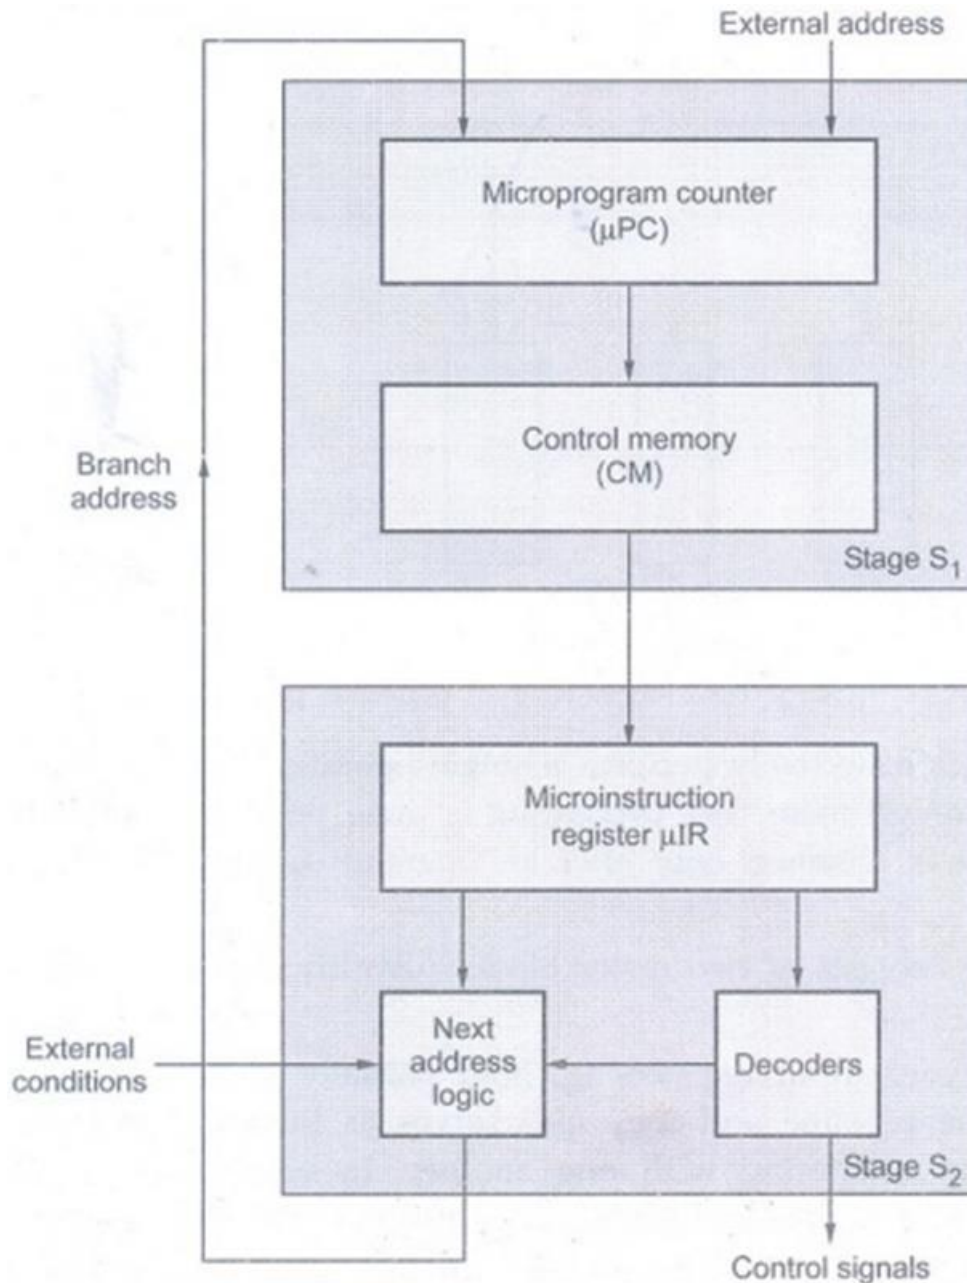 External address
Microprogram counter
(μPC)
Control memory
(CM)
Branch
address
Stage S1
Microinstruction
register μIR
External
conditions
Next
address
logic
Decoders
Stage S2
Control signals